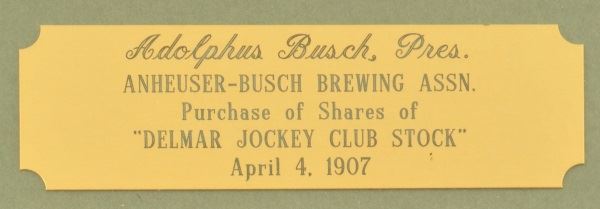 Adolphus Busch, Pres.
ANHEUSER-BUSCH BREWING ASSN.
Purchase of Shares of
"DELMAR JOCKEY CLUB STOCK"
April 4, 1907